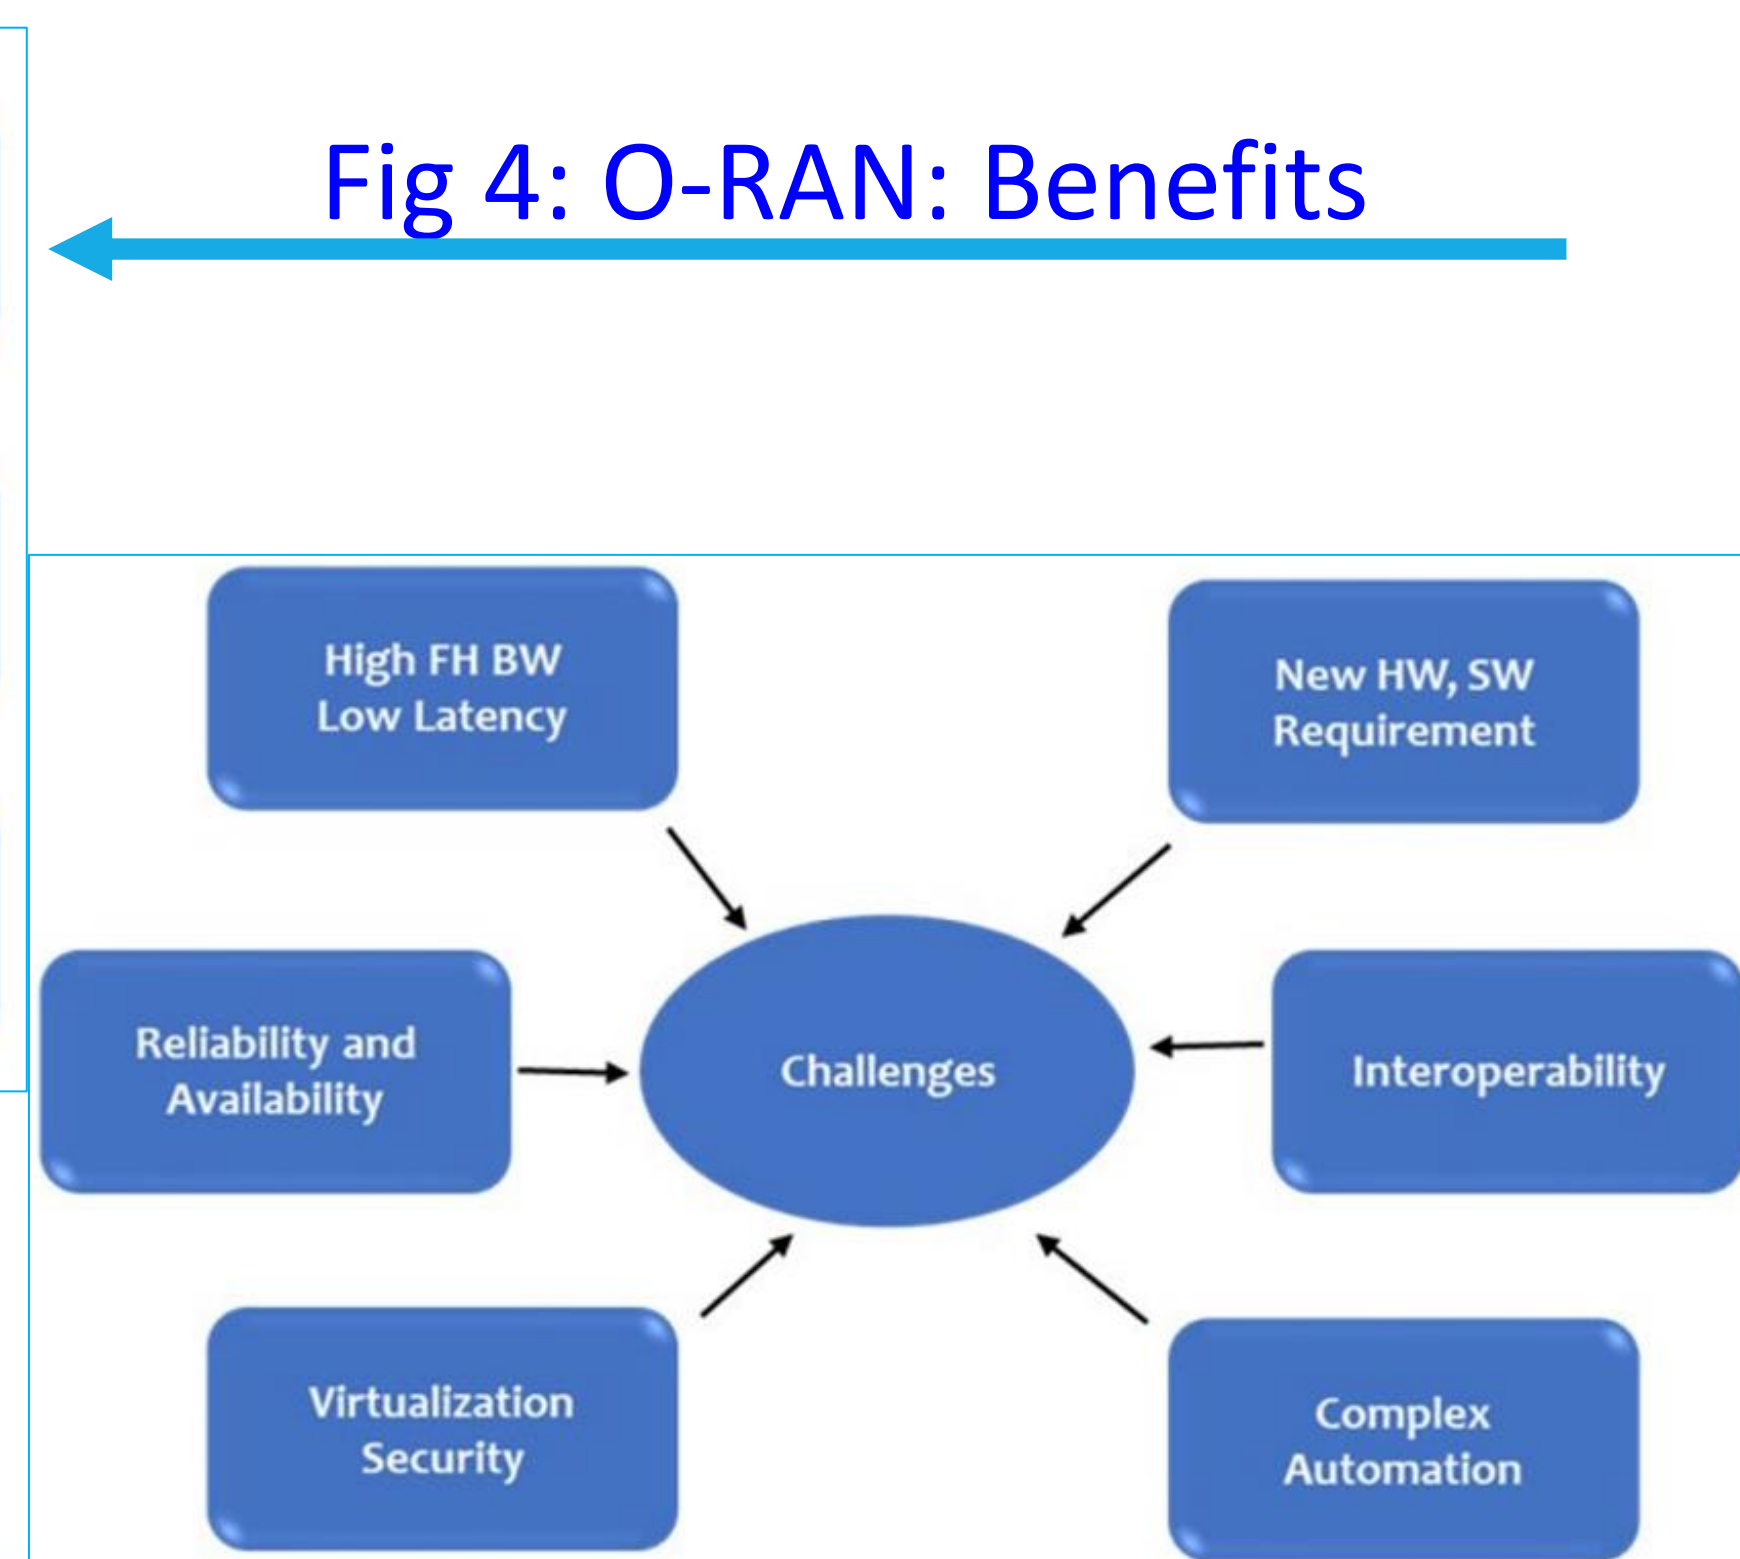 Fig 4: O-RAN: Benefits
High FH BW
Low Latency
New HW, SW
Requirement
Reliability and
Availability
Challenges
Interoperability
Virtualization
Security
Complex
Automation